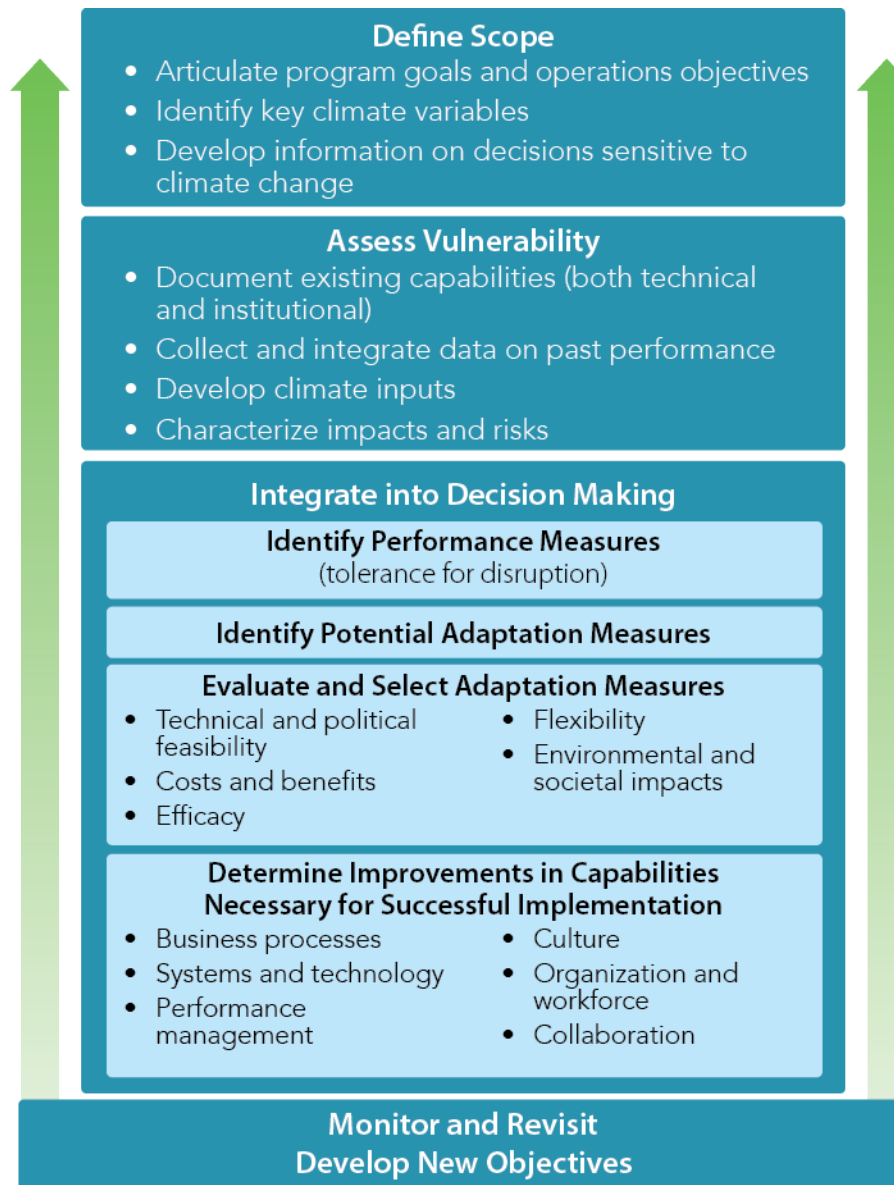 Define Scope
• Articulate program goals and operations objectives
• Identify key climate variables
• Develop information on decisions sensitive to
climate change
Assess Vulnerability
• Document existing capabilities (both technical
and institutional)
• Collect and integrate data on past performance
• Develop climate inputs
• Characterize impacts and risks
Integrate into Decision Making
Identify Performance Measures
(tolerance for disruption)
Identify Potential Adaptation Measures
Evaluate and Select Adaptation Measures
• Technical and political
feasibility
• Costs and benefits
• Efficacy
• Flexibility
• Environmental and
societal impacts
Determine Improvements in Capabilities
Necessary for Successful Implementation
• Business processes
• Systems and technology
• Performance
management
• Culture
• Organization and
workforce
• Collaboration
Monitor and Revisit
Develop New Objectives